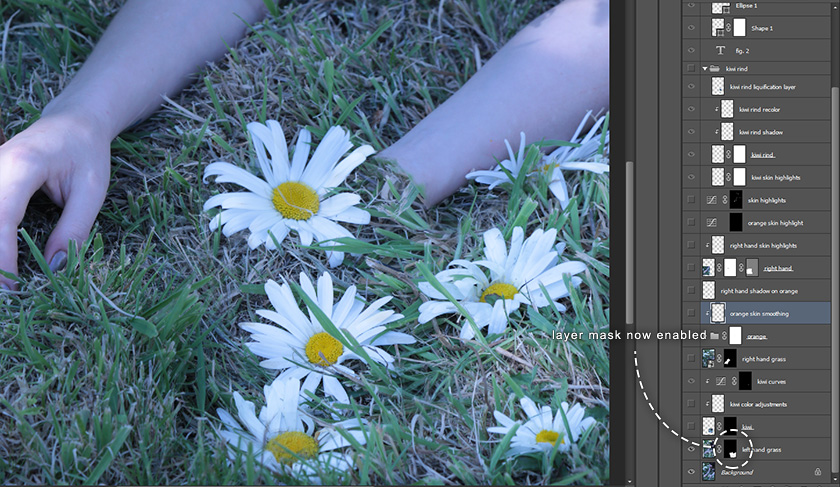 Ellipse 1
Shape 1
fig. 2
kiwi rind
kiwi rind liquification layer
kiwi rind recolor
kiwi rind shadow
kiwi rind
kiwi skin highlights
skin highlights
orange skin highlight
right hand skin highlights
right hand
right hand shadow on orange
orange skin smoothing
layer mask now enabled
orange
right hand grass
kiwi curves
kiwi color adjustments
kiwi
left hand grass
Background